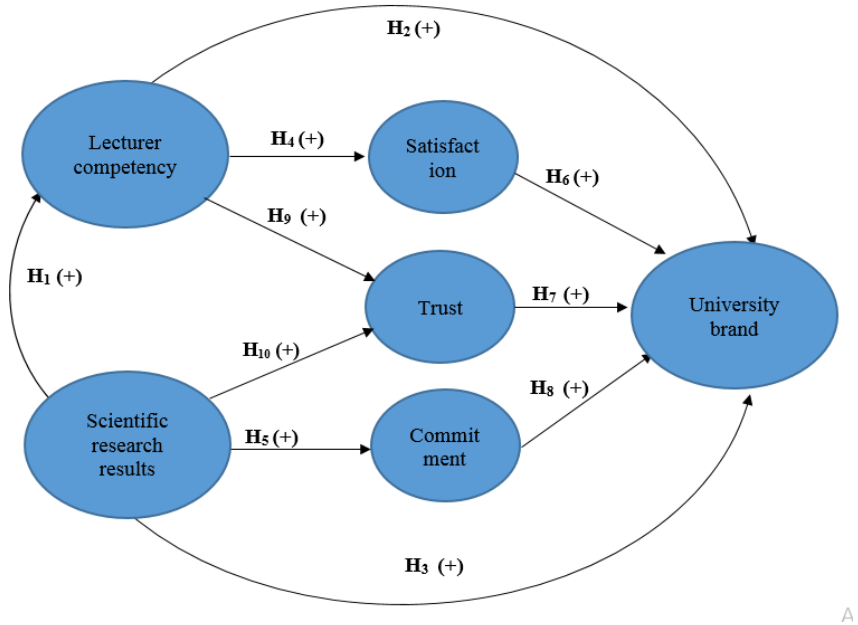 H2 (+)
Lecturer
competency
H4 (+)
Satisfact
ion
H6 (+)
H9 (+)
H1 (+)
Trust
H7 (+)
University
brand
H10 (+)
H8 (+)
Scientific
research
results
H5 (+)
Commit
ment
H3 (+)
A